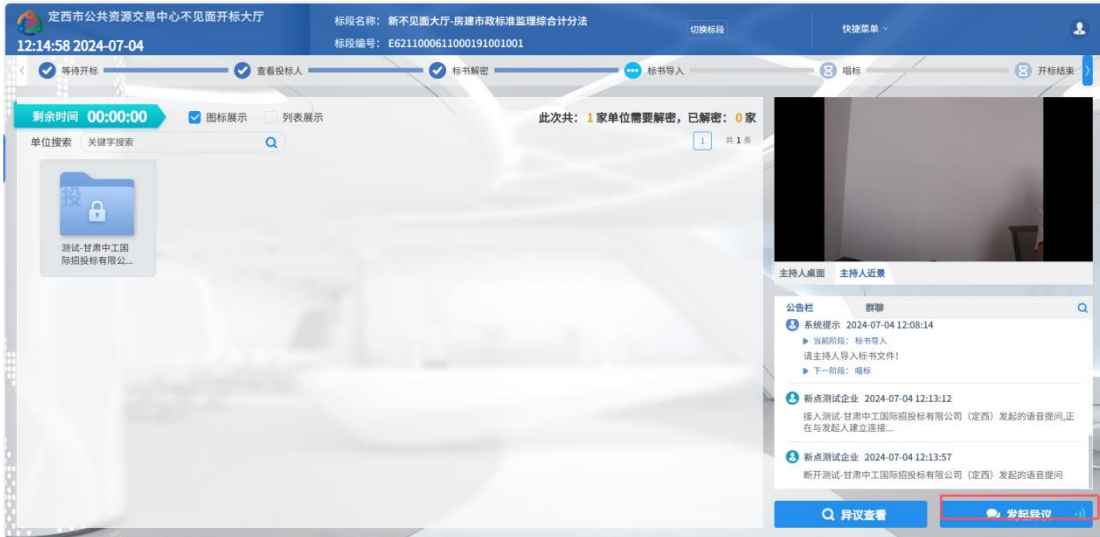 定西市公共资源交易中心不见面开标大厅
12:14:58 2024-07-04
标段名称： 新不见面大厅-房建市政标准监理综合计分法
标段编号： E6211000611000191001001
切换标段
快捷菜单
等待开标 查看投标人 标书解密 标书导入 唱标 开标结束
剩余时间 00:00:00 图标展示 列表展示
此次共： 1 家单位需要解密，已解密： 0 家
单位搜索 关键字搜索
1 共 1 条
投
测试-甘肃中工国
际招投标有限公...
主持人桌面 主持人近景
公告栏 群聊
系统提示 2024-07-04 12:08:14
当前阶段： 标书导入
请主持人导入标书文件！
下一阶段： 唱标
新点测试企业 2024-07-04 12:13:12
接入测试-甘肃中工国际招投标有限公司（定西）发起的语音提问,正
在与发起人建立连接...
新点测试企业 2024-07-04 12:13:57
断开测试-甘肃中工国际招投标有限公司（定西）发起的语音提问
异议查看 发起异议